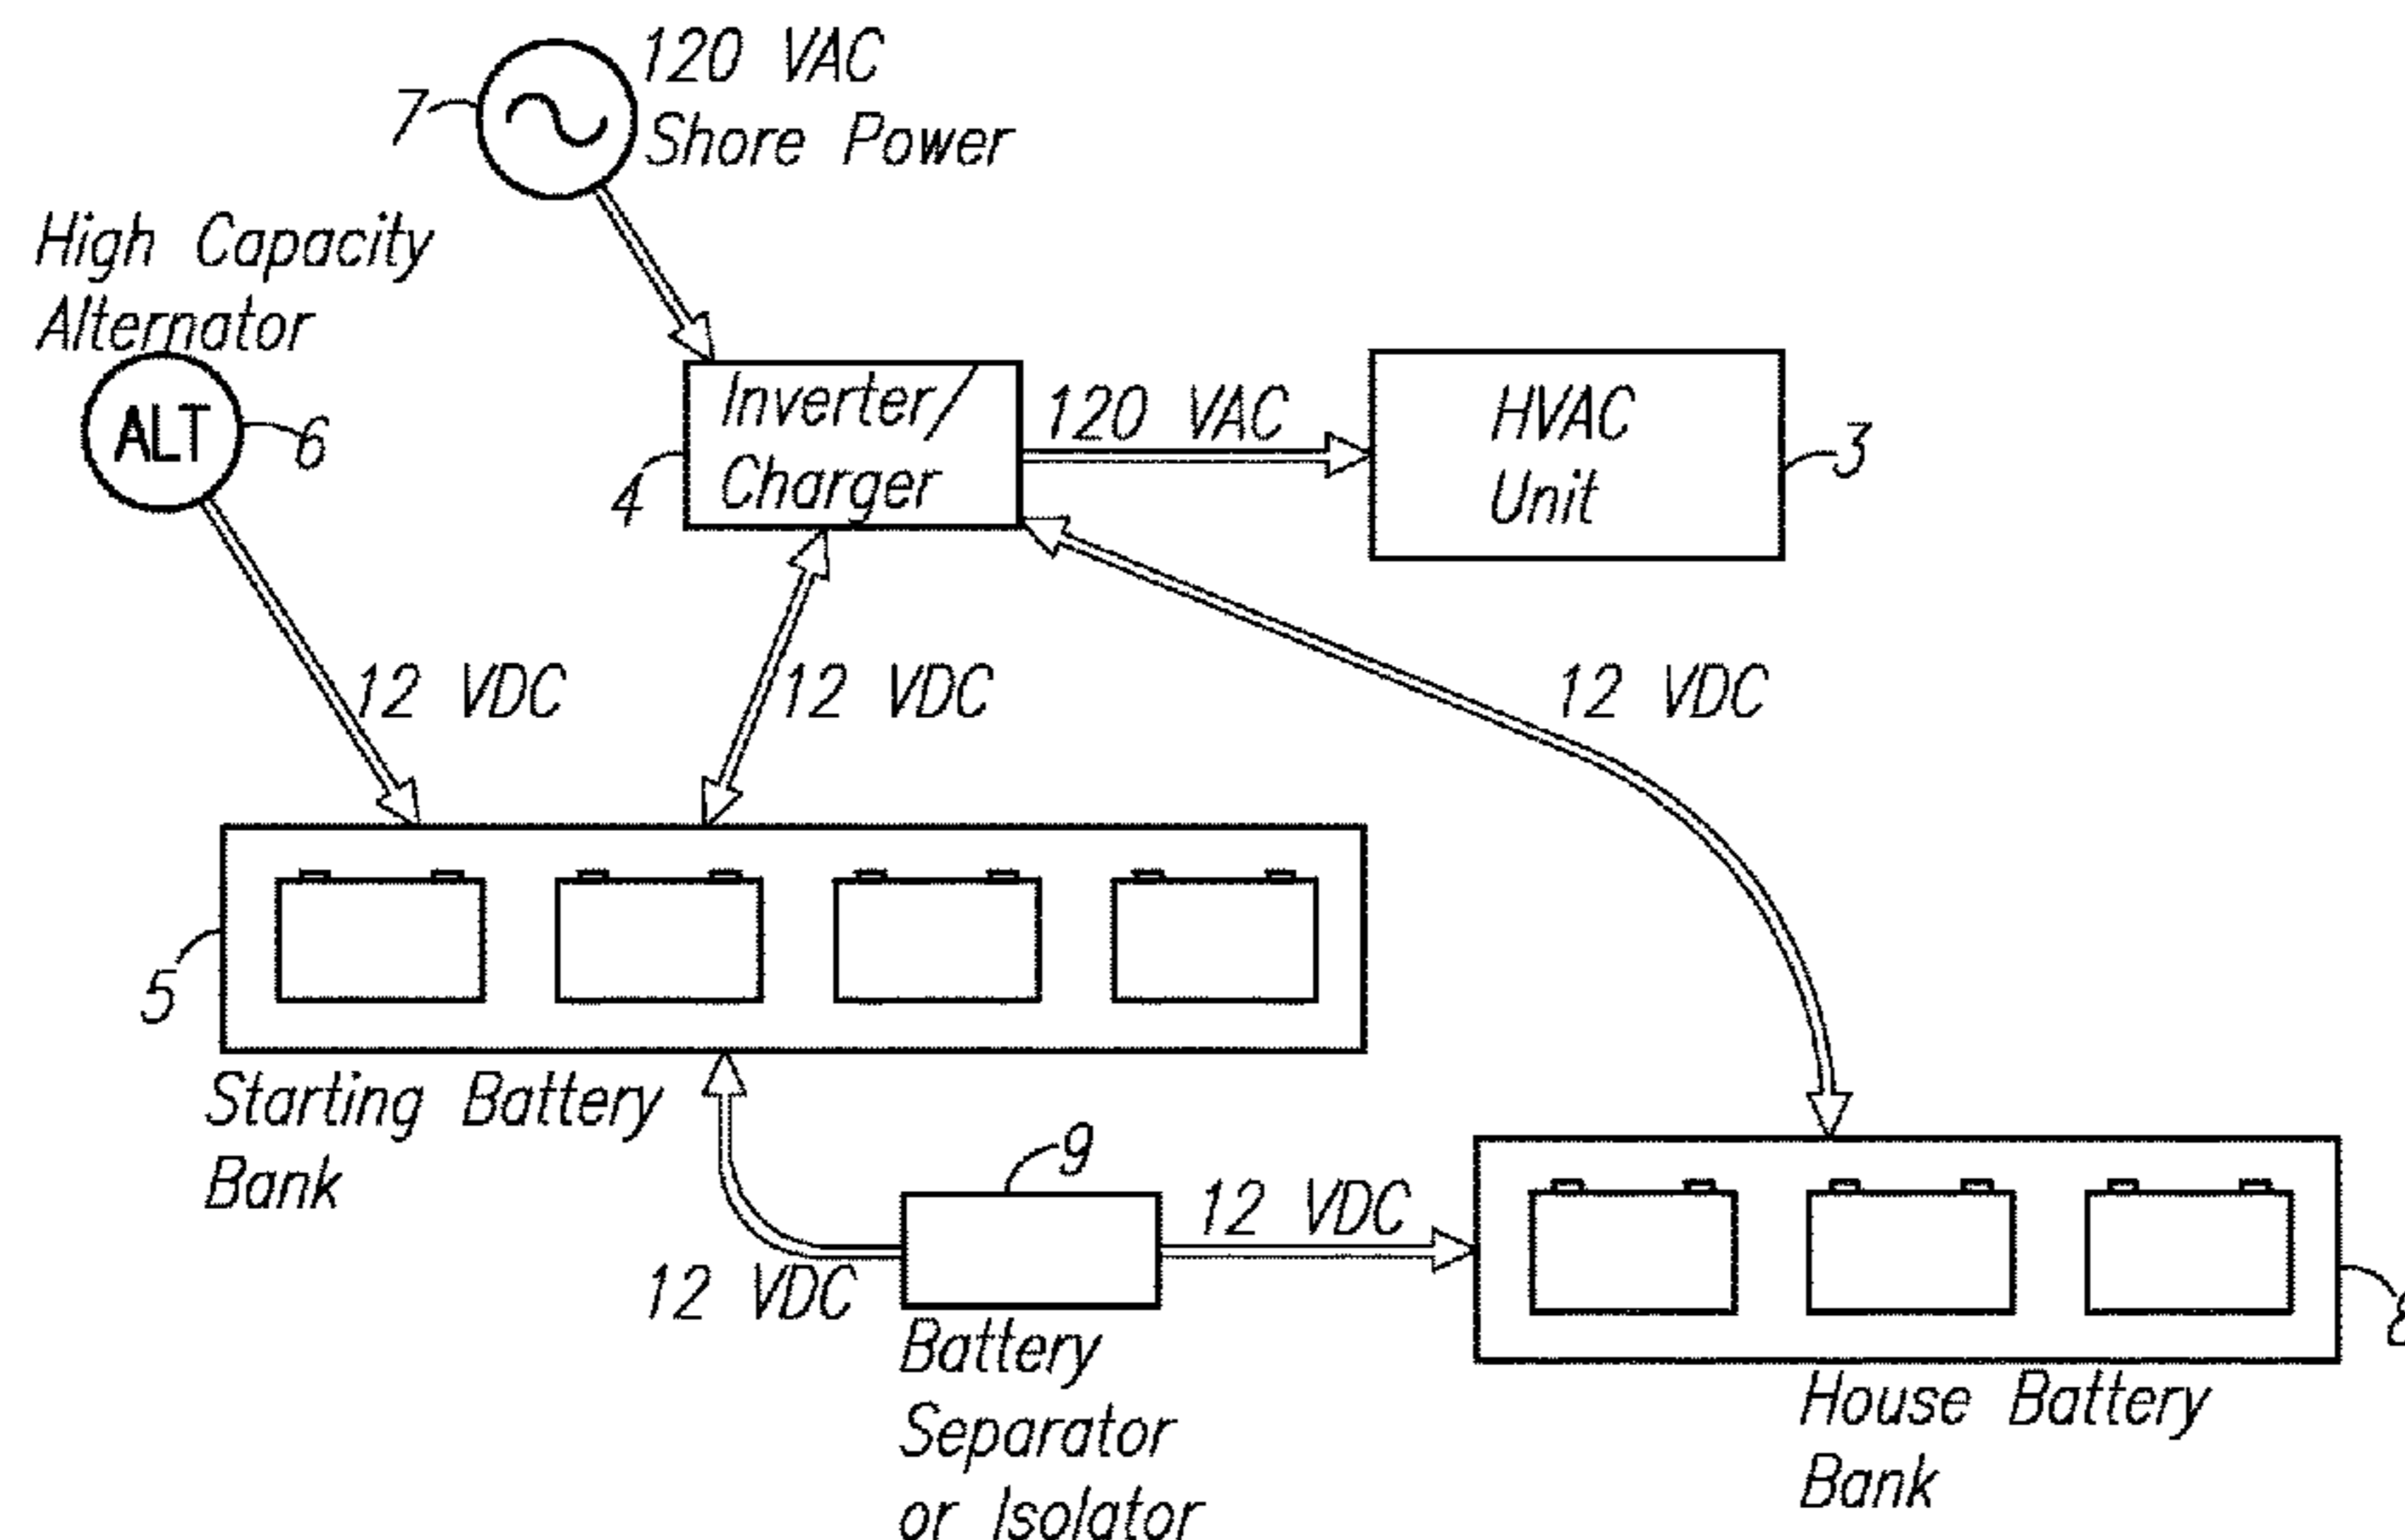 120 VAC
Shore Power
7
High Capacity
Alternator
ALT
6
Inverter/
Charger
4
120 VAC
HVAC
Unit
3
12 VDC
12 VDC
12 VDC
5
Starting Battery
Bank
9
12 VDC
12 VDC
Battery
Separator
or Isolator
8
House Battery
Bank